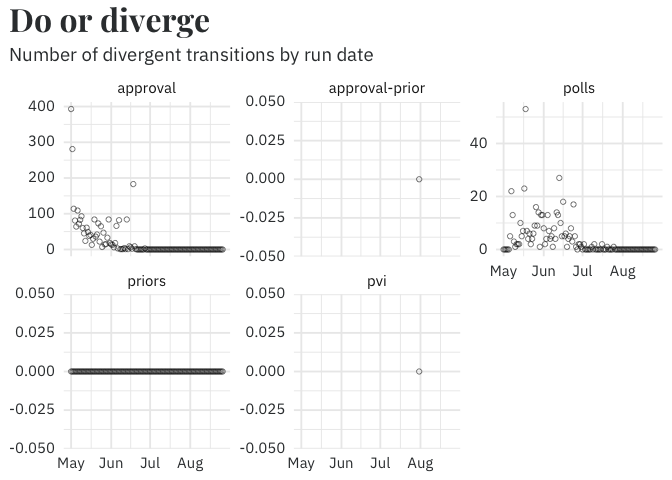 Do or diverge
Number of divergent transitions by run date
approval
approval-prior
polls
400
300
200
100
0
0.050
0.025
0.000
-0.025
-0.050
40
20
0
May Jun Jul Aug
priors
pvi
0.050
0.025
0.000
-0.025
-0.050
0.050
0.025
0.000
-0.025
-0.050
May Jun Jul Aug
May Jun Jul Aug